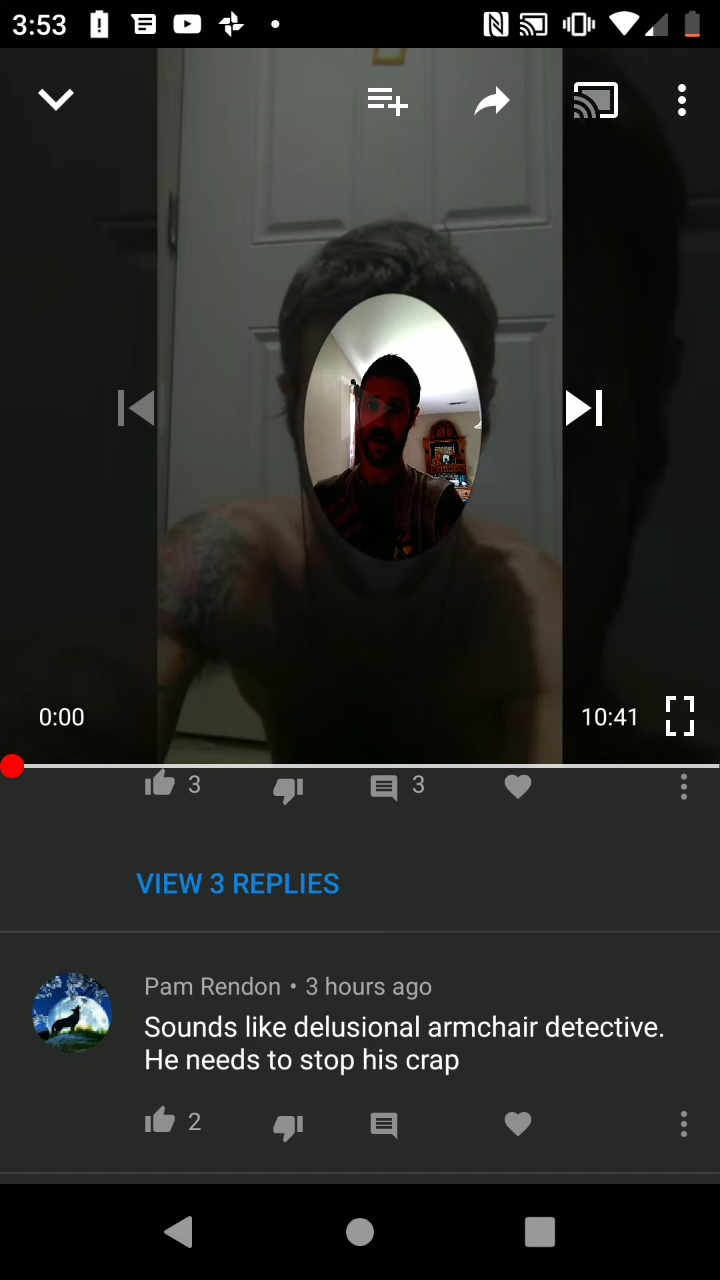 3:53
0:00
10:41
3
3
VIEW 3 REPLIES
Pam Rendon • 3 hours ago
Sounds like delusional armchair detective.
He needs to stop his crap
2